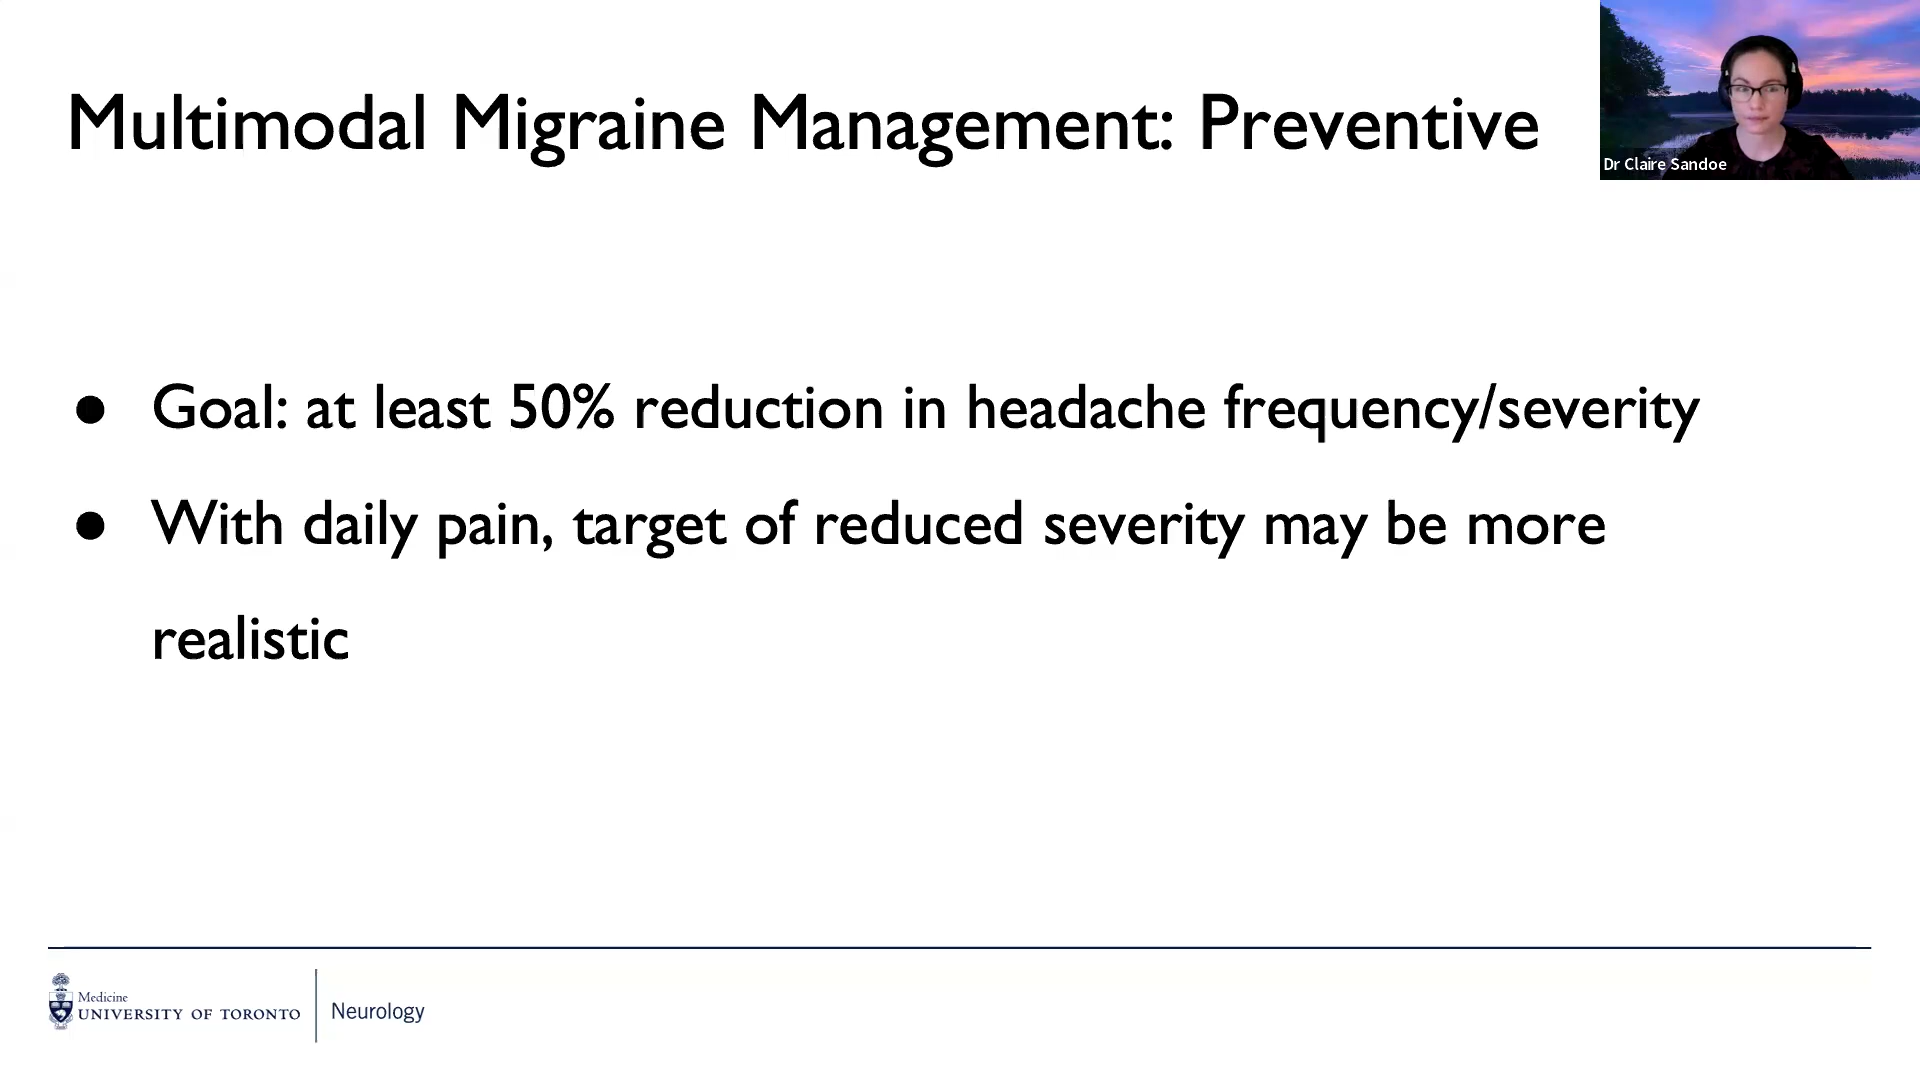 Multimodal Migraine Management: Preventive
Dr Claire Sandoe
● Goal: at least 50% reduction in headache frequency/severity
● With daily pain, target of reduced severity may be more
realistic
Medicine
UNIVERSITY OF TORONTO
Neurology